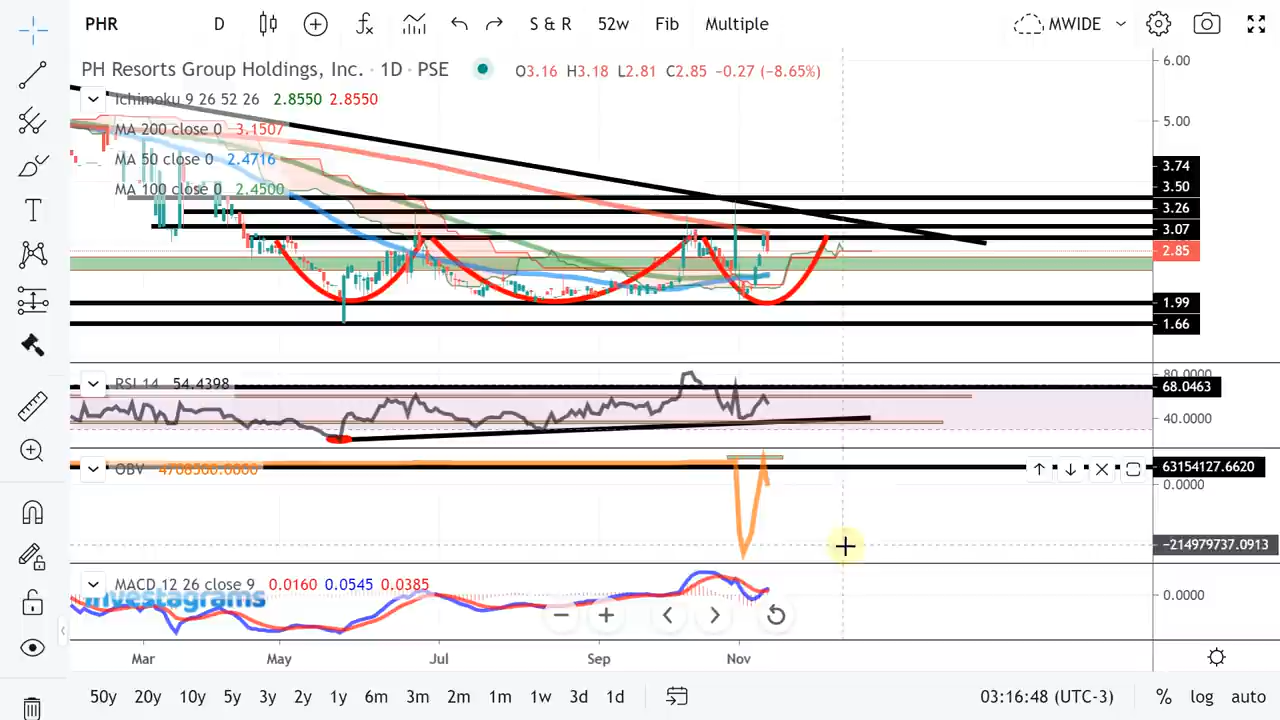 PHR D S & R 52w Fib Multiple MWIDE
PH Resorts Group Holdings, Inc. · 1D · PSE O3.16 H3.18 L2.81 C2.85 −0.27 (−8.65%)
Ichimoku 9 26 52 26 2.8550 2.8550
MA 200 close 0 3.1507
MA 50 close 0 2.4716
MA 100 close 0 2.4500
6.00
5.00
3.74
3.50
3.26
3.07
2.85
1.99
1.66
RSI 14 54.4398
80.0000
68.0463
40.0000
OBV 4708500.0000
63154127.6620
0.0000
−214979737.0913
MACD 12 26 close 9 0.0160 0.0545 0.0385
investagrams
0.0000
Mar May Jul Sep Nov
50y 20y 10y 5y 3y 2y 1y 6m 3m 2m 1m 1w 3d 1d 03:16:48 (UTC-3) % log auto